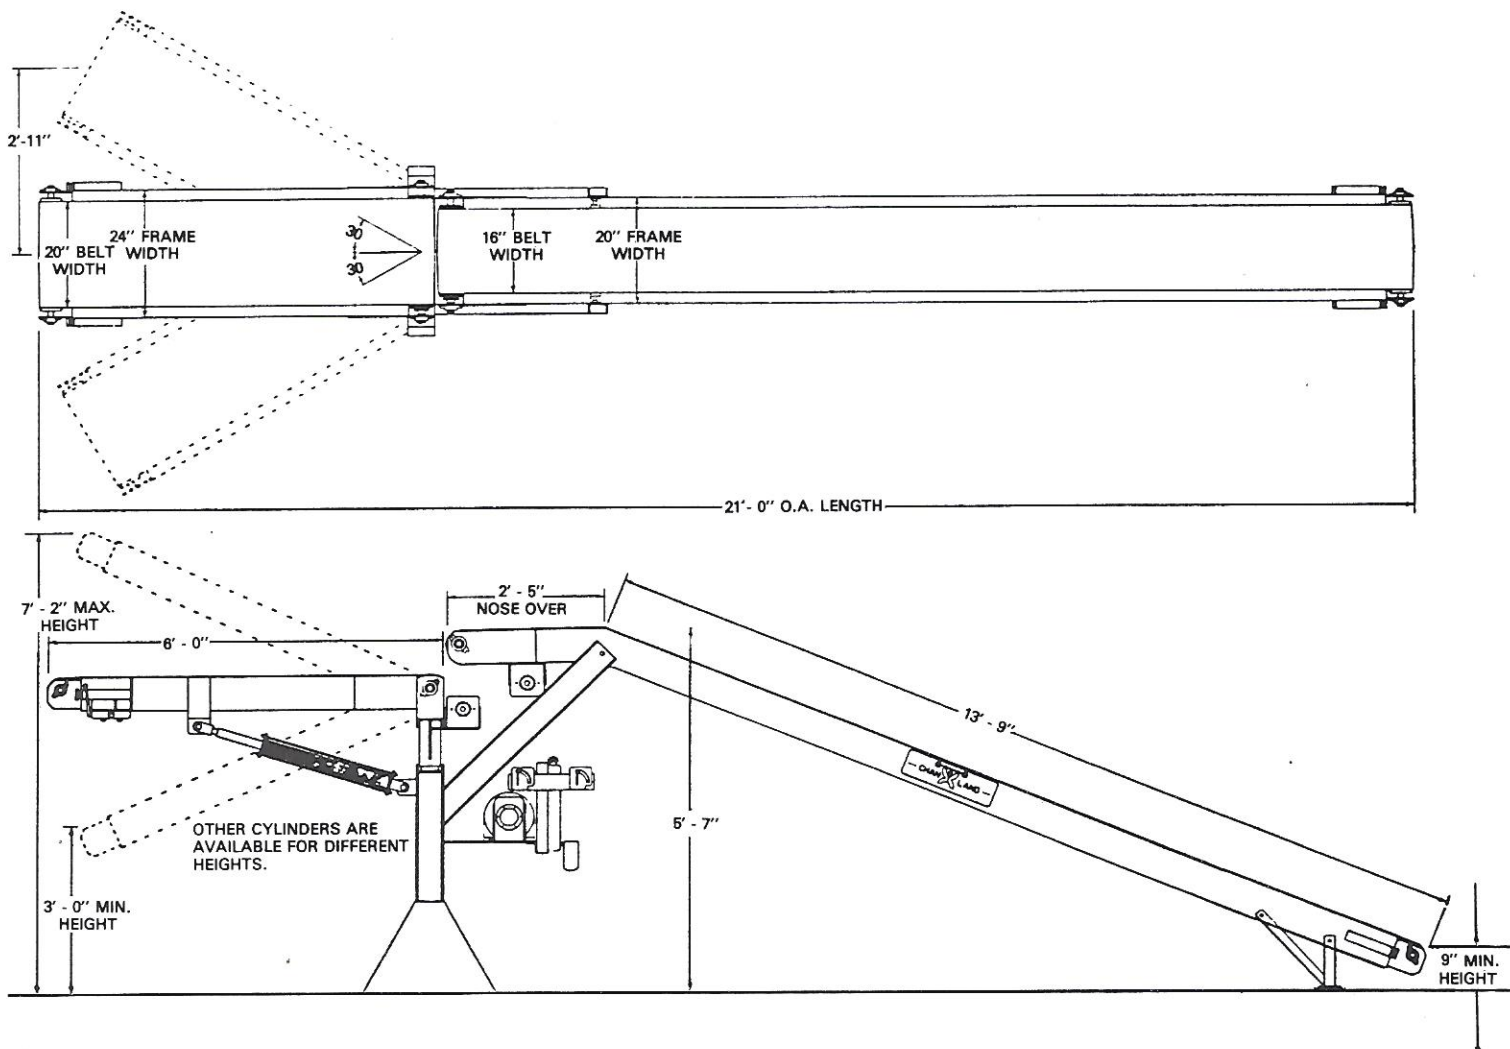 2'-11"
20" BELT
WIDTH
24" FRAME
WIDTH
30
30
16" BELT
WIDTH
20" FRAME
WIDTH
21'- 0" O.A. LENGTH
7' - 2" MAX.
HEIGHT
6' - 0"
2' - 5"
NOSE OVER
13' - 9"
CHAN X LAND
5' - 7"
OTHER CYLINDERS ARE
AVAILABLE FOR DIFFERENT
HEIGHTS.
3' - 0" MIN.
HEIGHT
9" MIN.
HEIGHT